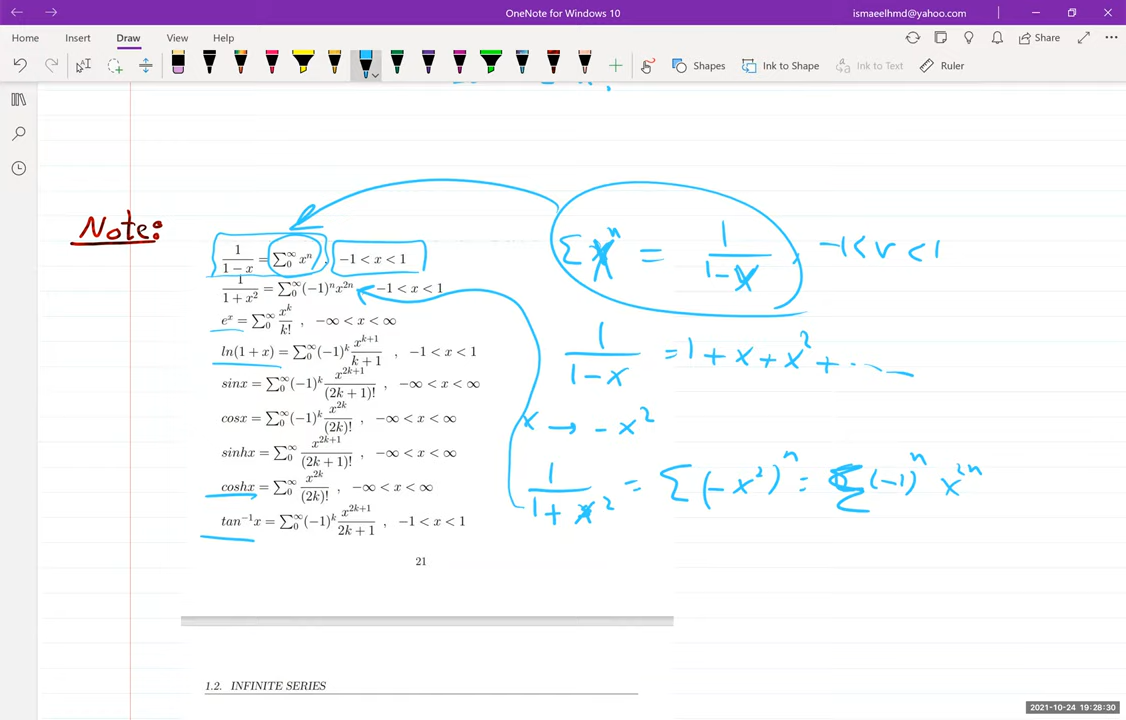 OneNote for Windows 10
ismaeelhmd@yahoo.com
Home Insert Draw View Help
Share
Shapes Ink to Shape Ink to Text Ruler
Note:
1/(1−x) = ∑₀^∞ xⁿ , −1 < x < 1
1/(1+x²) = ∑₀^∞ (−1)ⁿx²ⁿ −1 < x < 1
eˣ = ∑₀^∞ xᵏ/k! , −∞ < x < ∞
ln(1 + x) = ∑₀^∞ (−1)ᵏ xᵏ⁺¹/(k+1) , −1 < x < 1
sinx = ∑₀^∞ (−1)ᵏ x²ᵏ⁺¹/(2k+1)! , −∞ < x < ∞
cosx = ∑₀^∞ (−1)ᵏ x²ᵏ/(2k)! , −∞ < x < ∞
sinhx = ∑₀^∞ x²ᵏ⁺¹/(2k+1)! , −∞ < x < ∞
coshx = ∑₀^∞ x²ᵏ/(2k)! , −∞ < x < ∞
tan⁻¹x = ∑₀^∞ (−1)ᵏ x²ᵏ⁺¹/(2k+1) , −1 < x < 1
21
∑ xⁿ = 1/(1−x) , −1 < r < 1
1/(1−x) = 1 + x + x² + ......
x → −x²
1/(1+x²) = ∑ (−x²)ⁿ = ∑ (−1)ⁿ x²ⁿ
1.2. INFINITE SERIES
2021-10-24 19:28:30